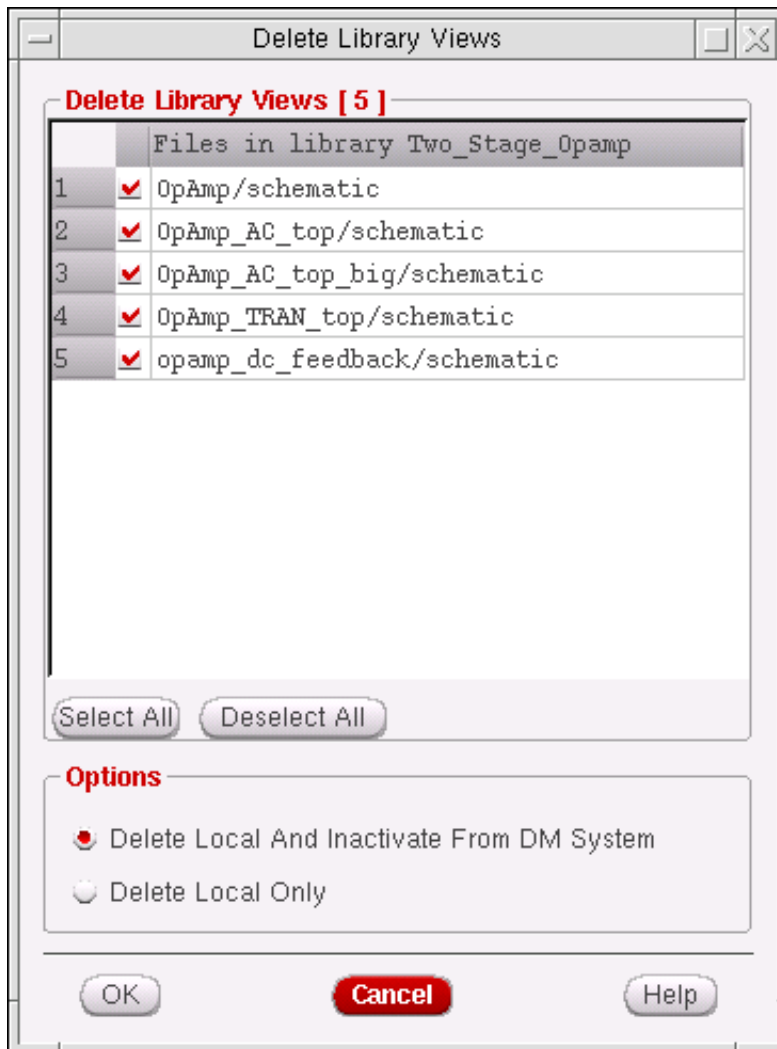 Delete Library Views
Delete Library Views [ 5 ]
Files in library Two_Stage_Opamp
1 OpAmp/schematic
2 OpAmp_AC_top/schematic
3 OpAmp_AC_top_big/schematic
4 OpAmp_TRAN_top/schematic
5 opamp_dc_feedback/schematic
Select All Deselect All
Options
Delete Local And Inactivate From DM System
Delete Local Only
OK Cancel Help